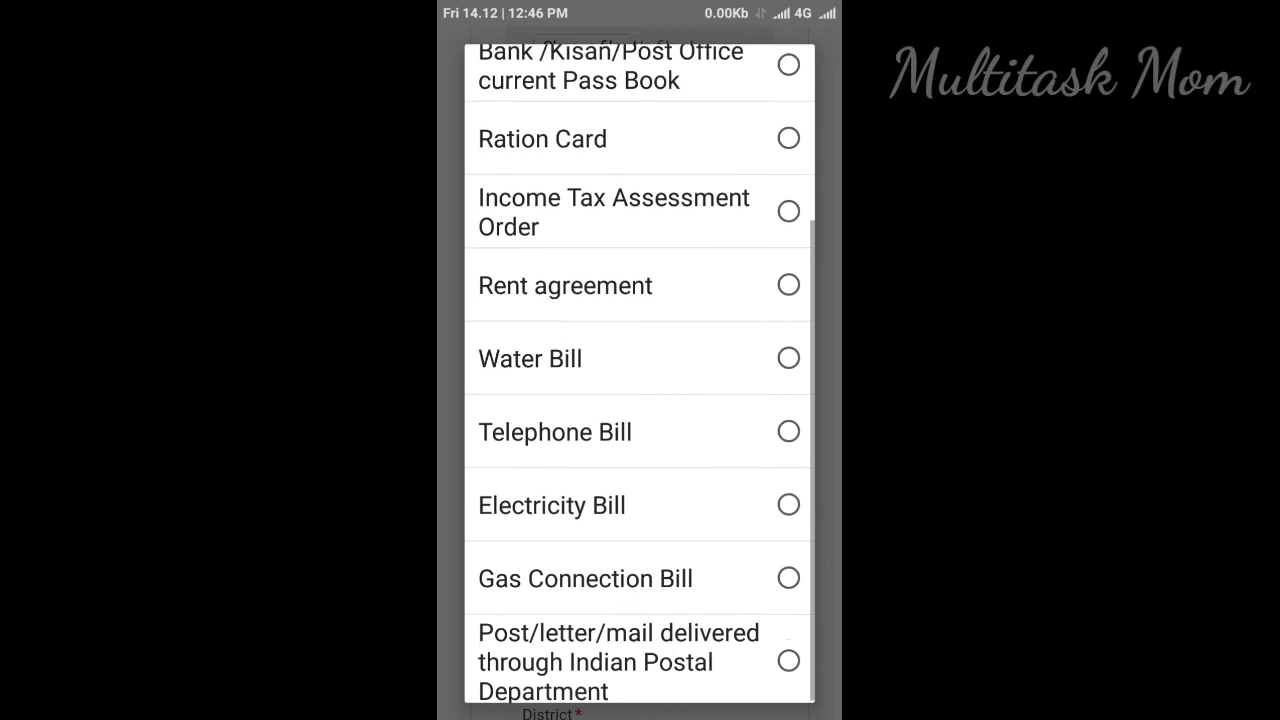 Fri 14.12 | 12:46 PM 0.00Kb 4G
Multitask Mom
Bank /Kisan/Post Office
current Pass Book
Ration Card
Income Tax Assessment
Order
Rent agreement
Water Bill
Telephone Bill
Electricity Bill
Gas Connection Bill
Post/letter/mail delivered
through Indian Postal
Department
District*